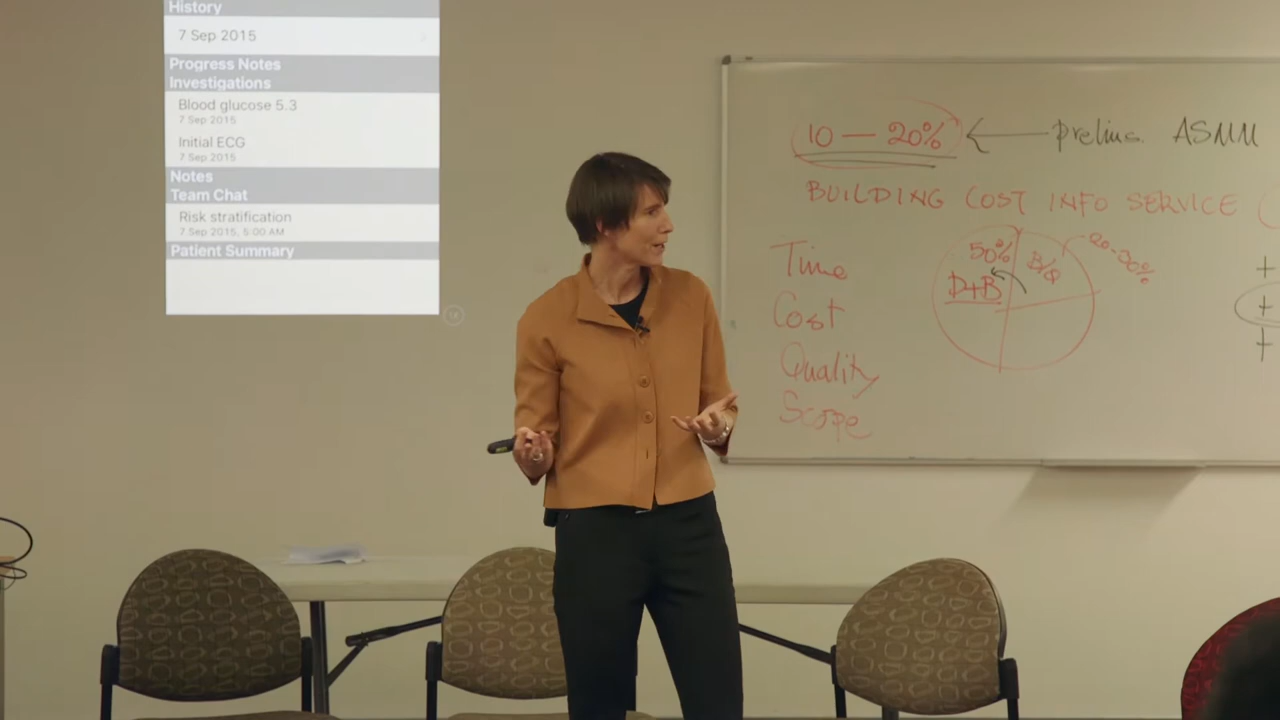 History
7 Sep 2015
Progress Notes
Investigations
Blood glucose 5.3
7 Sep 2015
Initial ECG
7 Sep 2015
Notes
Team Chat
Risk stratification
7 Sep 2015, 5:00 AM
Patient Summary
10 — 20% ← prelims. ASMM
BUILDING COST INFO SERVICE (
Time
Cost
Quality
Scope
50%
B/Q
20-30%
D+B
+
+
+